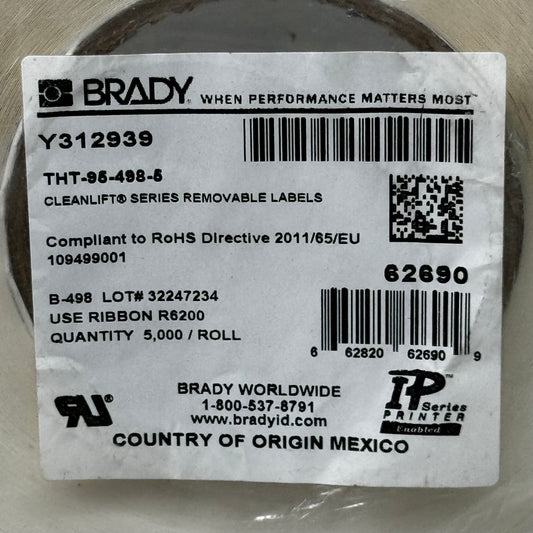 BRADY. WHEN PERFORMANCE MATTERS MOST™
Y312939
THT-95-498-5
CLEANLIFT® SERIES REMOVABLE LABELS
Compliant to RoHS Directive 2011/65/EU
109499001
62690
B-498 LOT# 32247234
USE RIBBON R6200
QUANTITY 5,000 / ROLL
6 62820 62690 9
BRADY WORLDWIDE
1-800-537-8791
www.bradyid.com
IP™ Series
PRINTER
Enabled
COUNTRY OF ORIGIN MEXICO